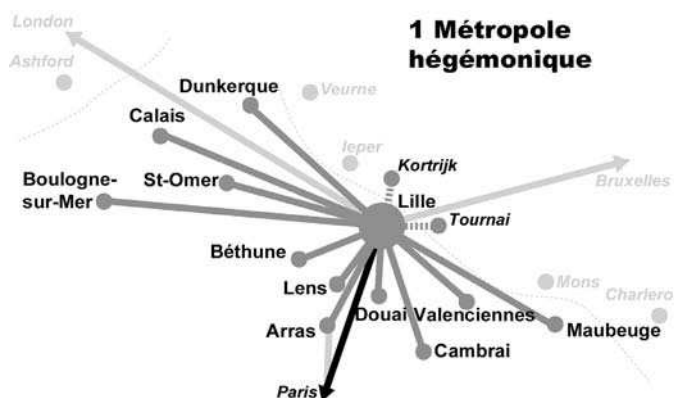 London
1 Métropole
hégémonique
Ashford
Dunkerque
Veurne
Calais
Ieper
Kortrijk
Boulogne-
sur-Mer
St-Omer
Lille
Bruxelles
Tournai
Béthune
Lens
Mons
Charlero
Douai
Valenciennes
Arras
Maubeuge
Cambrai
Paris